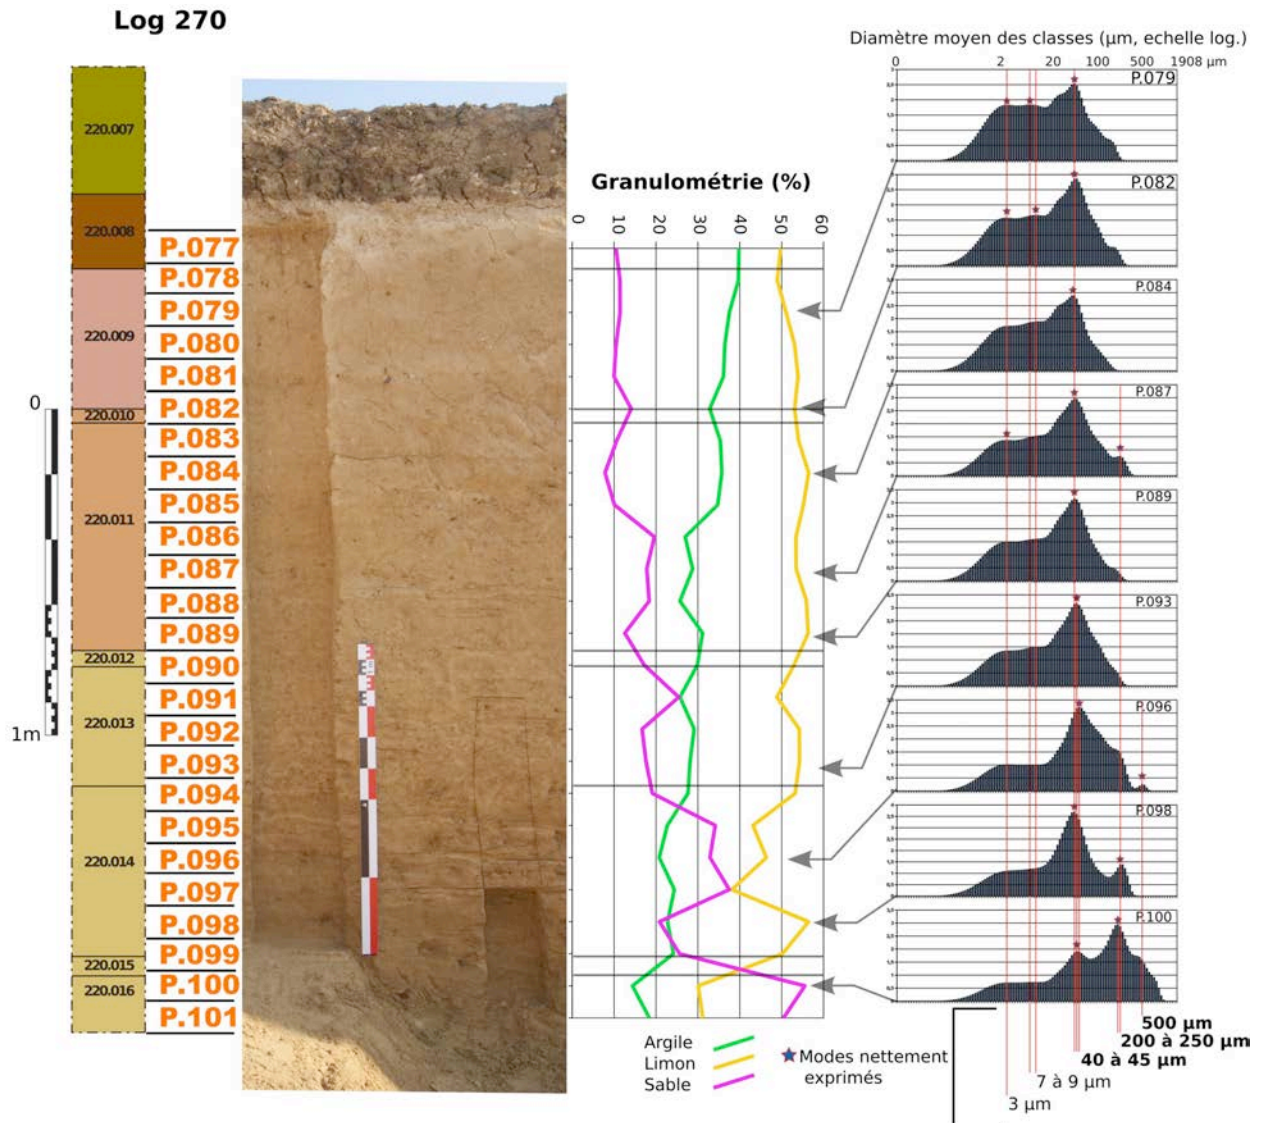 Log 270
220.007
220.008
220.009
220.010
220.011
220.012
220.013
220.014
220.015
220.016
0
1m
P.077
P.078
P.079
P.080
P.081
P.082
P.083
P.084
P.085
P.086
P.087
P.088
P.089
P.090
P.091
P.092
P.093
P.094
P.095
P.096
P.097
P.098
P.099
P.100
P.101
Granulométrie (%)
0 10 20 30 40 50 60
Argile
Limon
Sable
Modes nettement
exprimés
Diamètre moyen des classes (µm, echelle log.)
0 2 20 100 500 1908 µm
P.079
P.082
P.084
P.087
P.089
P.093
P.096
P.098
P.100
500 µm
200 à 250 µm
40 à 45 µm
7 à 9 µm
3 µm